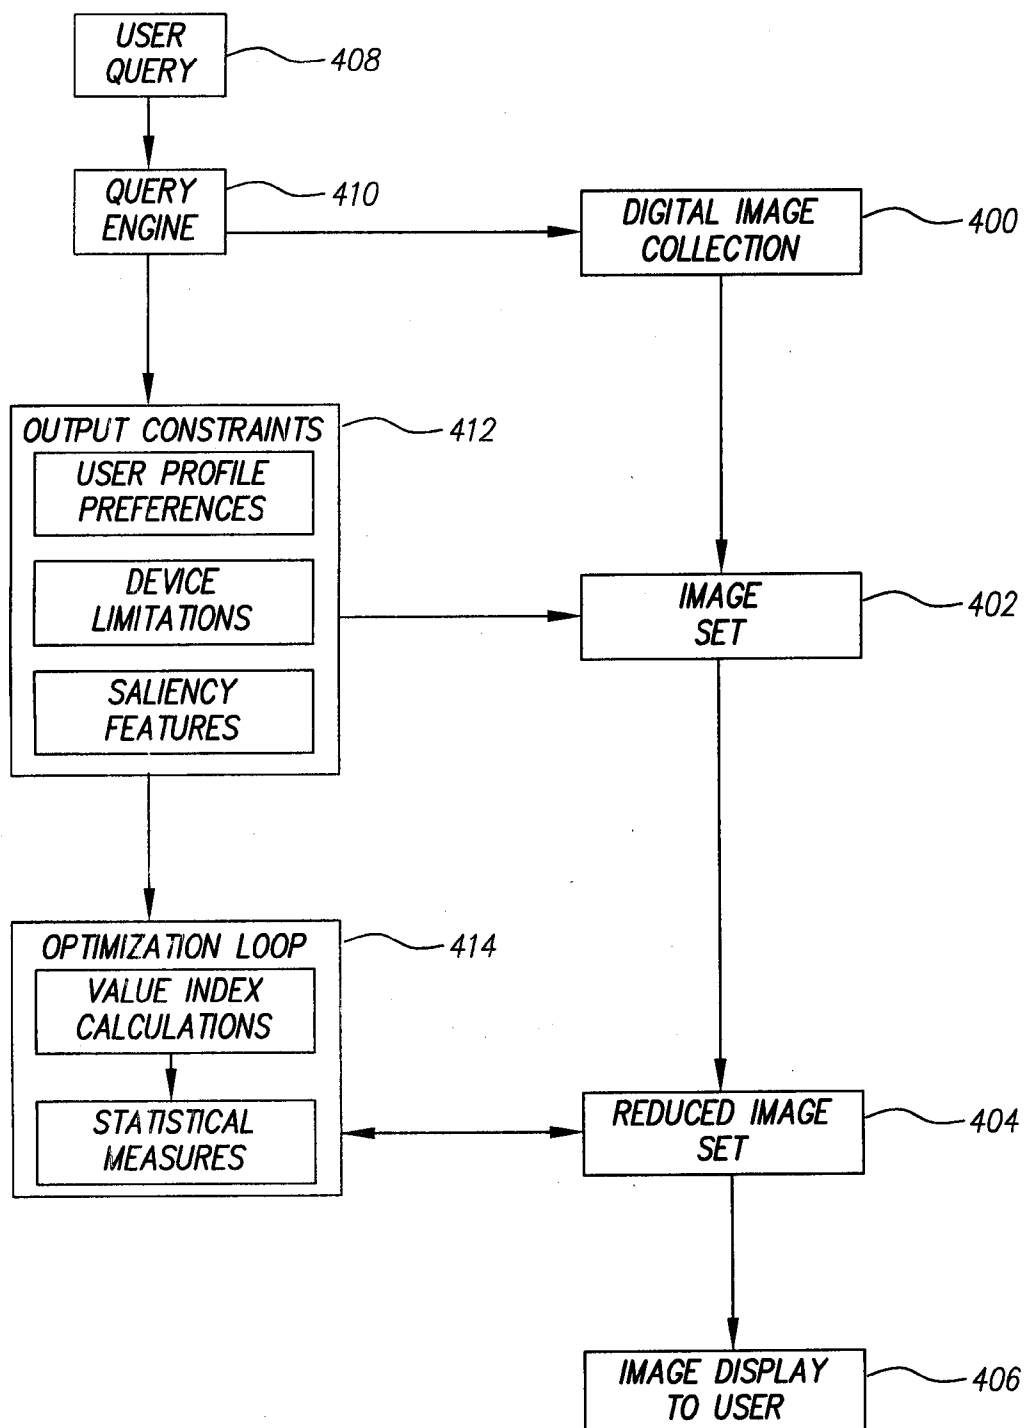 USER
QUERY
408
QUERY
ENGINE
410
DIGITAL IMAGE
COLLECTION
400
OUTPUT CONSTRAINTS
412
USER PROFILE
PREFERENCES
DEVICE
LIMITATIONS
SALIENCY
FEATURES
IMAGE
SET
402
OPTIMIZATION LOOP
414
VALUE INDEX
CALCULATIONS
STATISTICAL
MEASURES
REDUCED IMAGE
SET
404
IMAGE DISPLAY
TO USER
406